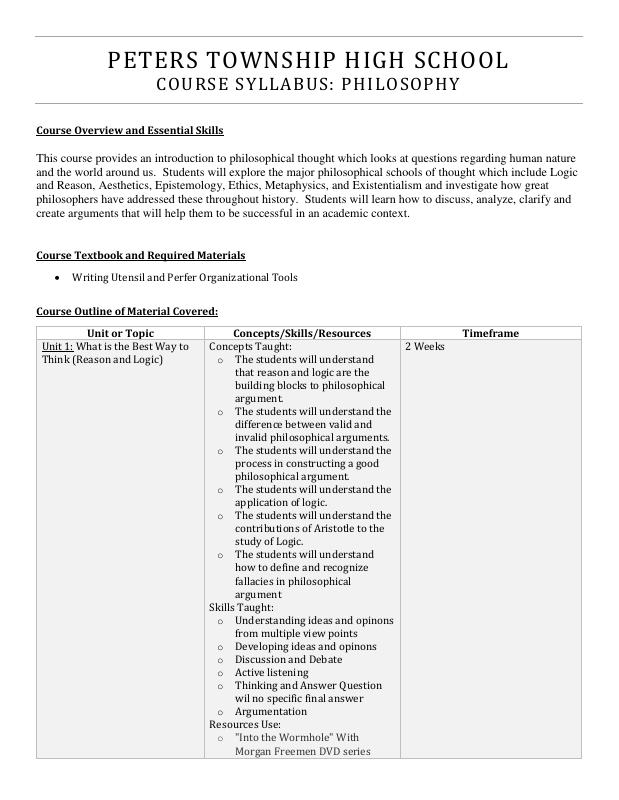 PETERS TOWNSHIP HIGH SCHOOL
COURSE SYLLABUS: PHILOSOPHY
Course Overview and Essential Skills
This course provides an introduction to philosophical thought which looks at questions regarding human nature
and the world around us.  Students will explore the major philosophical schools of thought which include Logic
and Reason, Aesthetics, Epistemology, Ethics, Metaphysics, and Existentialism and investigate how great
philosophers have addressed these throughout history.  Students will learn how to discuss, analyze, clarify and
create arguments that will help them to be successful in an academic context.
Course Textbook and Required Materials
• Writing Utensil and Perfer Organizational Tools
Course Outline of Material Covered:
Unit or Topic
Concepts/Skills/Resources
Timeframe
Unit 1: What is the Best Way to
Think (Reason and Logic)
Concepts Taught:
o The students will understand
that reason and logic are the
building blocks to philosophical
argument.
o The students will understand the
difference between valid and
invalid philosophical arguments.
o The students will understand the
process in constructing a good
philosophical argument.
o The students will understand the
application of logic.
o The students will understand the
contributions of Aristotle to the
study of Logic.
o The students will understand
how to define and recognize
fallacies in philosophical
argument
Skills Taught:
o Understanding ideas and opinons
from multiple view points
o Developing ideas and opinons
o Discussion and Debate
o Active listening
o Thinking and Answer Question
wil no specific final answer
o Argumentation
Resources Use:
o "Into the Wormhole" With
Morgan Freemen DVD series
2 Weeks